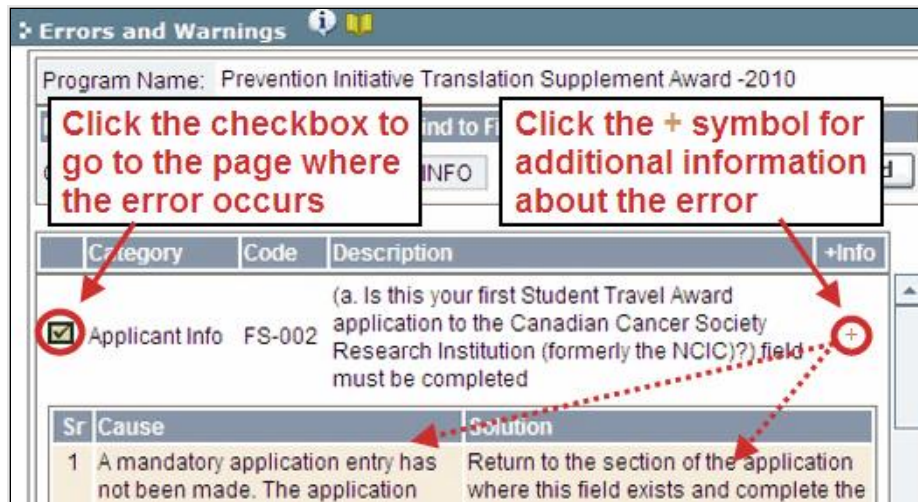 Errors and Warnings
Program Name: Prevention Initiative Translation Supplement Award -2010
Click the checkbox to
go to the page where
the error occurs
ind to Fi
INFO
Click the + symbol for
additional information
about the error
d
Category Code Description +Info
Applicant Info FS-002 (a. Is this your first Student Travel Award
application to the Canadian Cancer Society
Research Institution (formerly the NCIC)?) field
must be completed
+
Sr Cause Solution
1 A mandatory application entry has Return to the section of the application
not been made. The application where this field exists and complete the